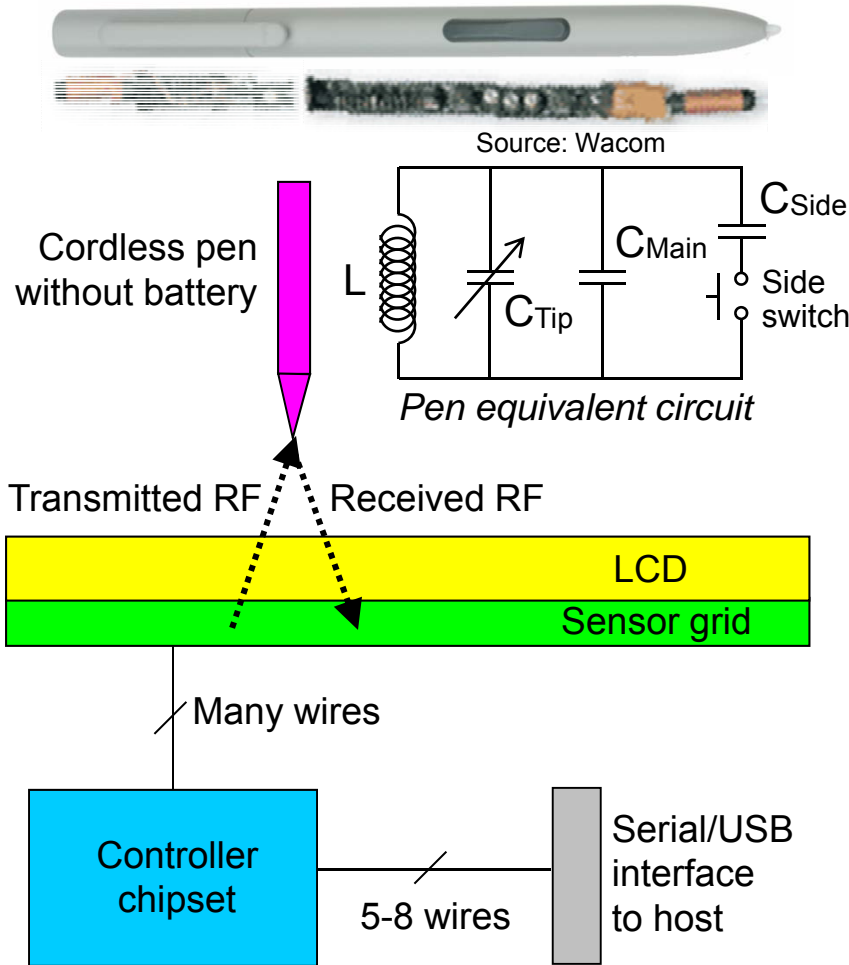 Source: Wacom
Cordless pen
without battery
L
CTip
CMain
CSide
Side
switch
Pen equivalent circuit
Transmitted RF
Received RF
LCD
Sensor grid
Many wires
Controller
chipset
5-8 wires
Serial/USB
interface
to host